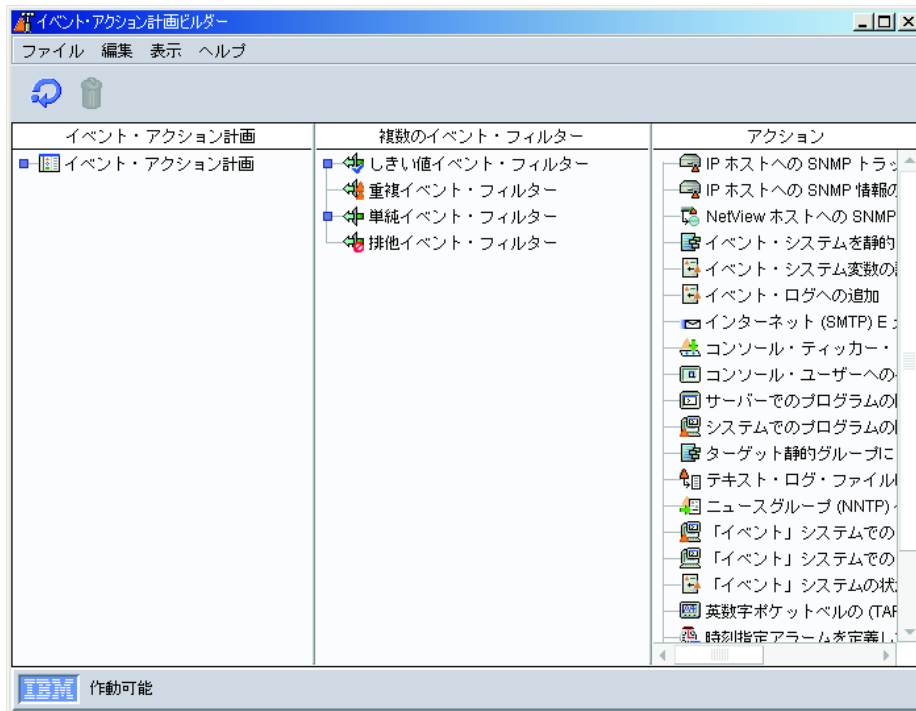 イベント・アクション計画ビルダー
ファイル 編集 表示 ヘルプ
イベント・アクション計画
イベント・アクション計画
複数のイベント・フィルター
しきい値イベント・フィルター
重複イベント・フィルター
単純イベント・フィルター
排他イベント・フィルター
アクション
IP ホストへの SNMP トラッ
IP ホストへの SNMP 情報の
NetView ホストへの SNMP
イベント・システムを静的
イベント・システム変数の
イベント・ログへの追加
インターネット (SMTP) E
コンソール・ティッカー・
コンソール・ユーザーへの
サーバーでのプログラムの
システムでのプログラムの
ターゲット静的グループに
テキスト・ログ・ファイル
ニュースグループ (NNTP)
「イベント」システムでの
「イベント」システムでの
「イベント」システムの状
英数字ポケットベルの (TAP
時刻指定アラームを定義し
IBM 作動可能